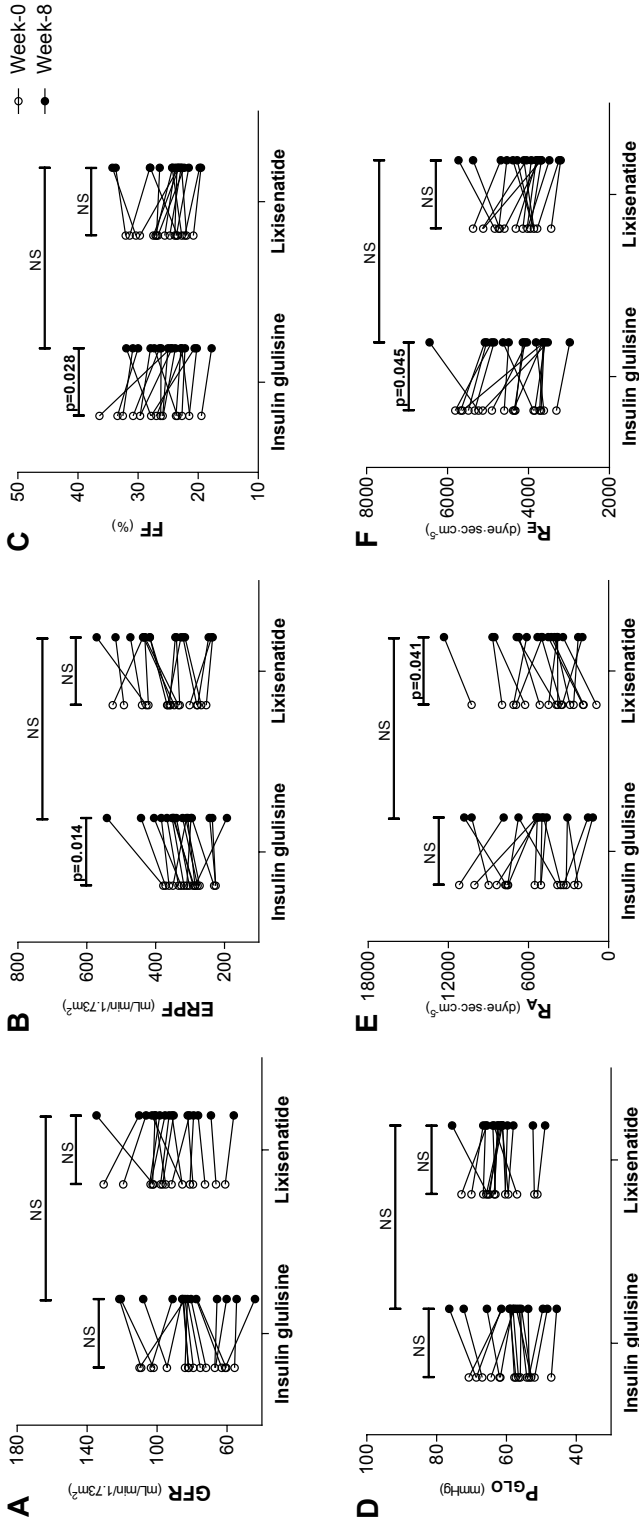 Week-0
Week-8
A
GFR (mL/min/1.73m²)
180
140
100
60
NS
NS
NS
Insulin glulisine
Lixisenatide
B
ERPF (mL/min/1.73m²)
800
600
400
200
NS
p=0.014
NS
Insulin glulisine
Lixisenatide
C
FF (%)
50
40
30
20
10
NS
p=0.028
NS
Insulin glulisine
Lixisenatide
D
PGLO (mmHg)
100
80
60
40
NS
NS
NS
Insulin glulisine
Lixisenatide
E
RA (dyne·sec·cm⁻⁵)
18000
12000
6000
0
NS
NS
p=0.041
Insulin glulisine
Lixisenatide
F
RE (dyne·sec·cm⁻⁵)
8000
6000
4000
2000
NS
p=0.045
NS
Insulin glulisine
Lixisenatide